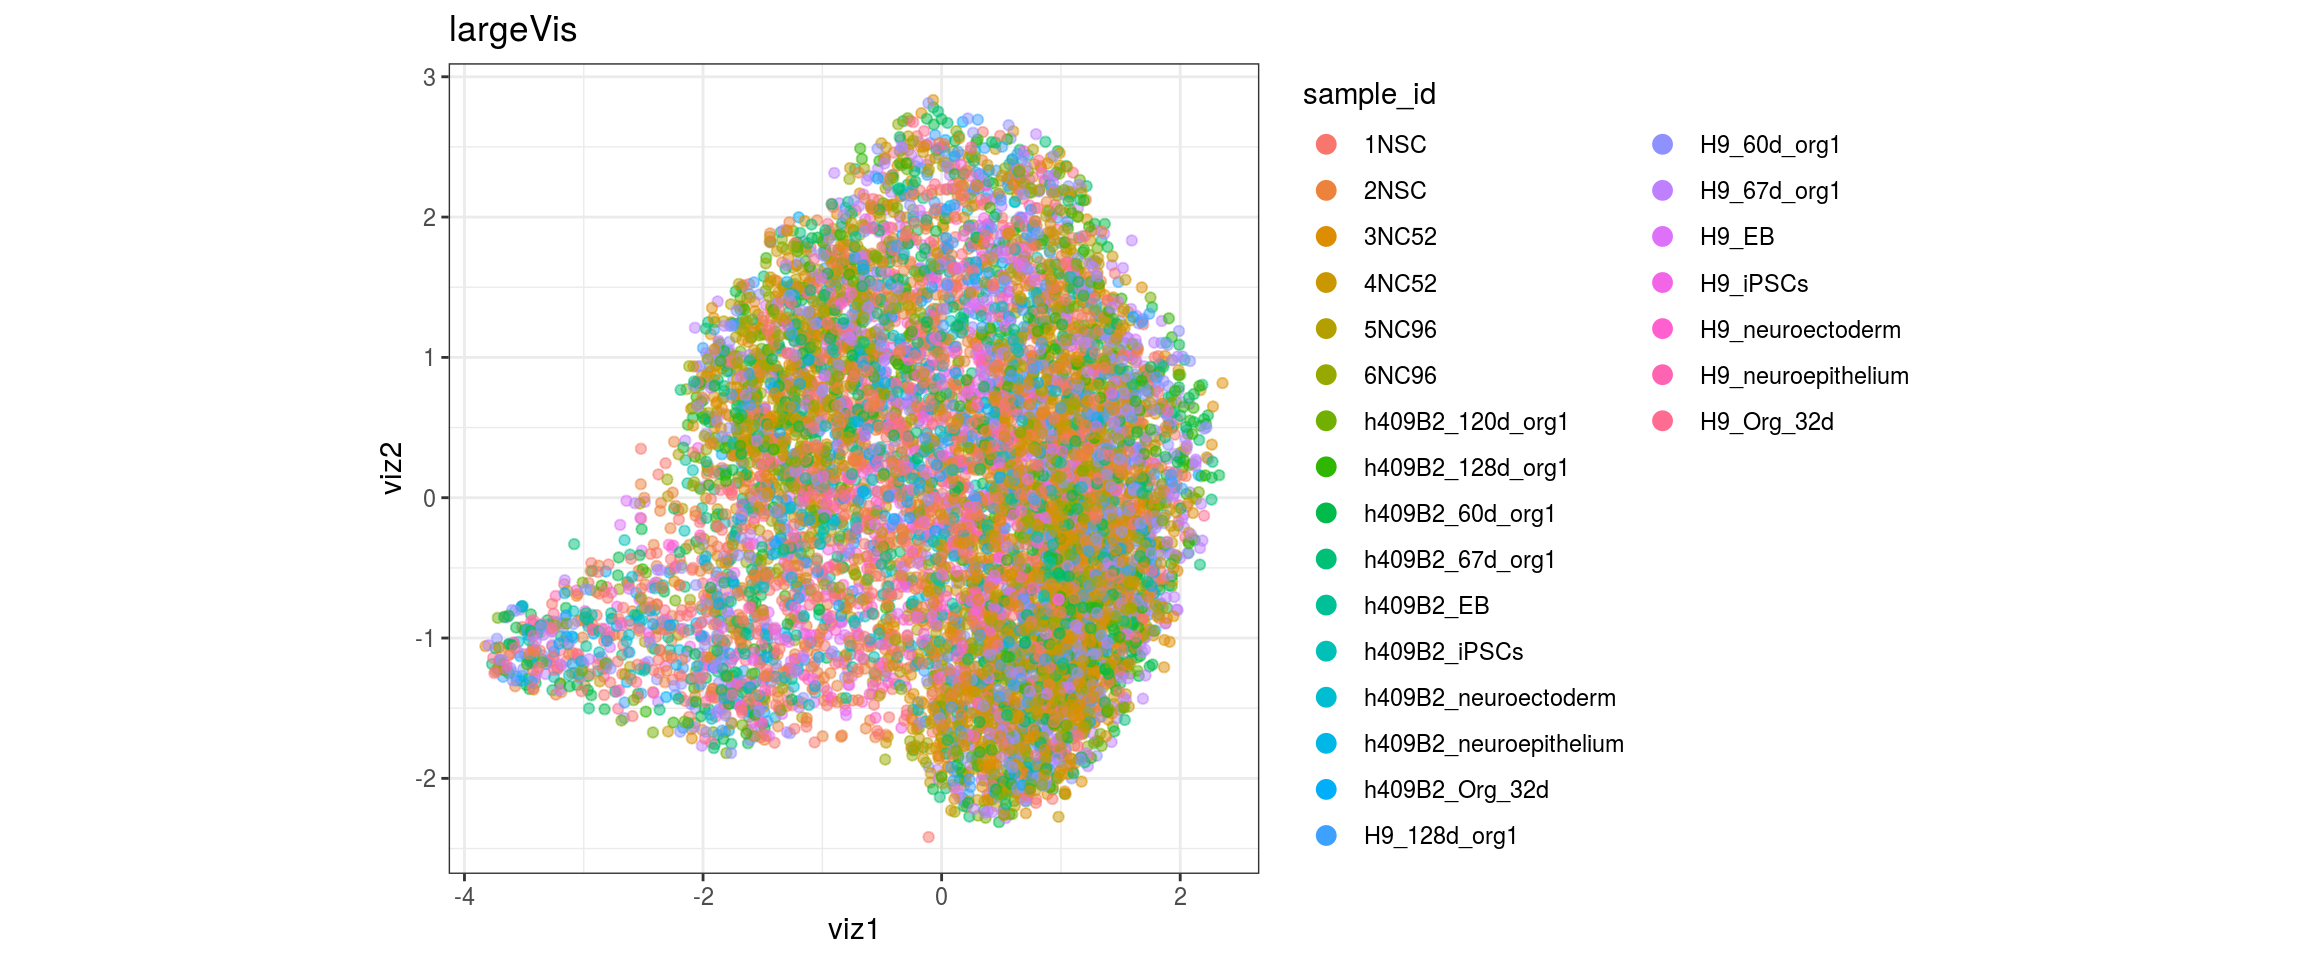 largeVis
3
2
1
0
-1
-2
viz2
-4
-2
0
2
viz1
sample_id
1NSC
2NSC
3NC52
4NC52
5NC96
6NC96
h409B2_120d_org1
h409B2_128d_org1
h409B2_60d_org1
h409B2_67d_org1
h409B2_EB
h409B2_iPSCs
h409B2_neuroectoderm
h409B2_neuroepithelium
h409B2_Org_32d
H9_128d_org1
H9_60d_org1
H9_67d_org1
H9_EB
H9_iPSCs
H9_neuroectoderm
H9_neuroepithelium
H9_Org_32d